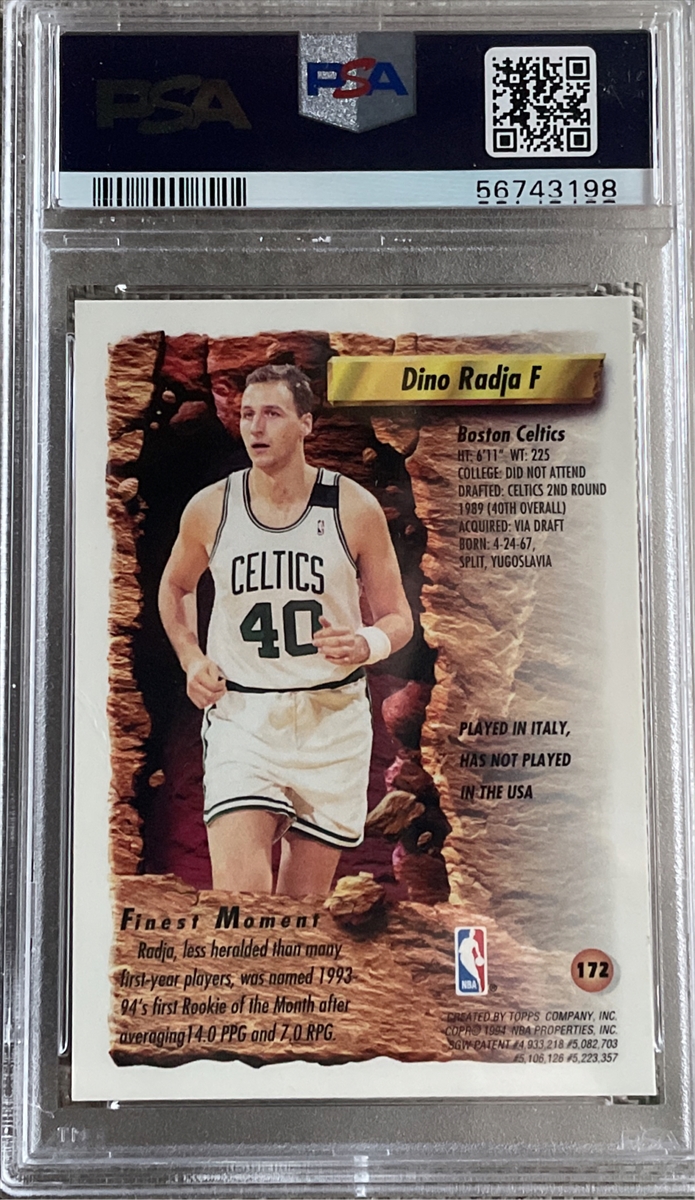 PSA
PSA
56743198
Dino Radja F
Boston Celtics
HT: 6'11" WT: 225
COLLEGE: DID NOT ATTEND
DRAFTED: CELTICS 2ND ROUND
1989 (40TH OVERALL)
ACQUIRED: VIA DRAFT
BORN: 4-24-67,
SPLIT, YUGOSLAVIA
CELTICS
40
PLAYED IN ITALY,
HAS NOT PLAYED
IN THE USA
Finest Moment
Radja, less heralded than many
first-year players, was named 1993-
94's first Rookie of the Month after
averaging 14.0 PPG and 7.0 RPG.
NBA
®
172
CREATED BY TOPPS COMPANY, INC.
COPR© 1994 NBA PROPERTIES, INC.
SGW PATENT #4,933,218 #5,082,703
#5,106,126 #5,223,357